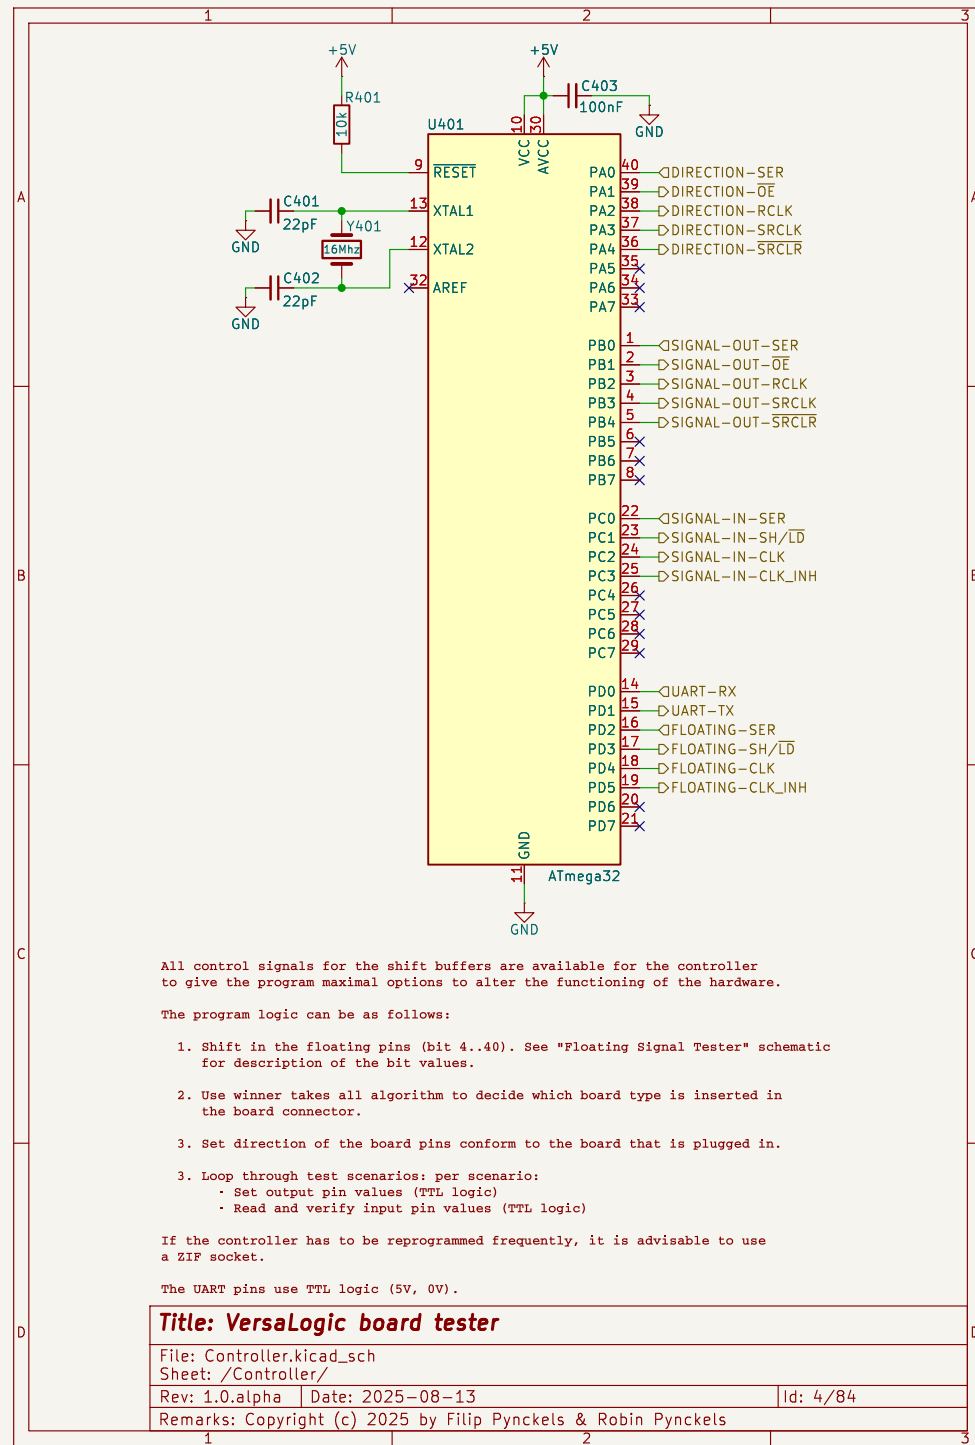 1 2 3
+5V +5V
C403
100nF
GND
R401
10k
U401
10 30
VCC AVCC
9 RESET
13 XTAL1
12 XTAL2
32 AREF
C401
22pF
GND
Y401
16Mhz
C402
22pF
GND
PA0 40 DIRECTION-SER
PA1 39 DIRECTION-OE
PA2 38 DIRECTION-RCLK
PA3 37 DIRECTION-SRCLK
PA4 36 DIRECTION-SRCLR
PA5 35
PA6 34
PA7 33
PB0 1 SIGNAL-OUT-SER
PB1 2 SIGNAL-OUT-OE
PB2 3 SIGNAL-OUT-RCLK
PB3 4 SIGNAL-OUT-SRCLK
PB4 5 SIGNAL-OUT-SRCLR
PB5 6
PB6 7
PB7 8
PC0 22 SIGNAL-IN-SER
PC1 23 SIGNAL-IN-SH/LD
PC2 24 SIGNAL-IN-CLK
PC3 25 SIGNAL-IN-CLK_INH
PC4 26
PC5 27
PC6 28
PC7 29
PD0 14 UART-RX
PD1 15 UART-TX
PD2 16 FLOATING-SER
PD3 17 FLOATING-SH/LD
PD4 18 FLOATING-CLK
PD5 19 FLOATING-CLK_INH
PD6 20
PD7 21
GND
11
ATmega32
GND
A
B
C
D
All control signals for the shift buffers are available for the controller
to give the program maximal options to alter the functioning of the hardware.
The program logic can be as follows:
1. Shift in the floating pins (bit 4..40). See "Floating Signal Tester" schematic
for description of the bit values.
2. Use winner takes all algorithm to decide which board type is inserted in
the board connector.
3. Set direction of the board pins conform to the board that is plugged in.
3. Loop through test scenarios: per scenario:
- Set output pin values (TTL logic)
- Read and verify input pin values (TTL logic)
If the controller has to be reprogrammed frequently, it is advisable to use
a ZIF socket.
The UART pins use TTL logic (5V, 0V).
Title: VersaLogic board tester
File: Controller.kicad_sch
Sheet: /Controller/
Rev: 1.0.alpha Date: 2025-08-13 Id: 4/84
Remarks: Copyright (c) 2025 by Filip Pynckels & Robin Pynckels
1 2 3